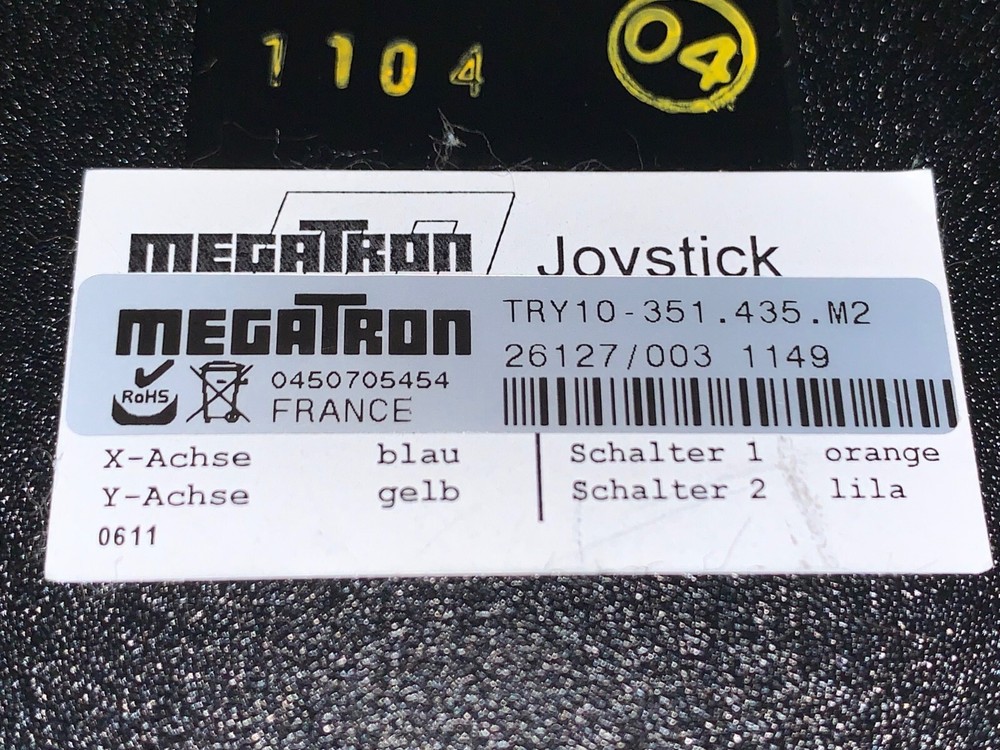 1104 04
MEGATRON Joystick
MEGATRON TRY10-351.435.M2
26127/003 1149
RoHS 0450705454
FRANCE
X-Achse blau Schalter 1 orange
Y-Achse gelb Schalter 2 lila
0611